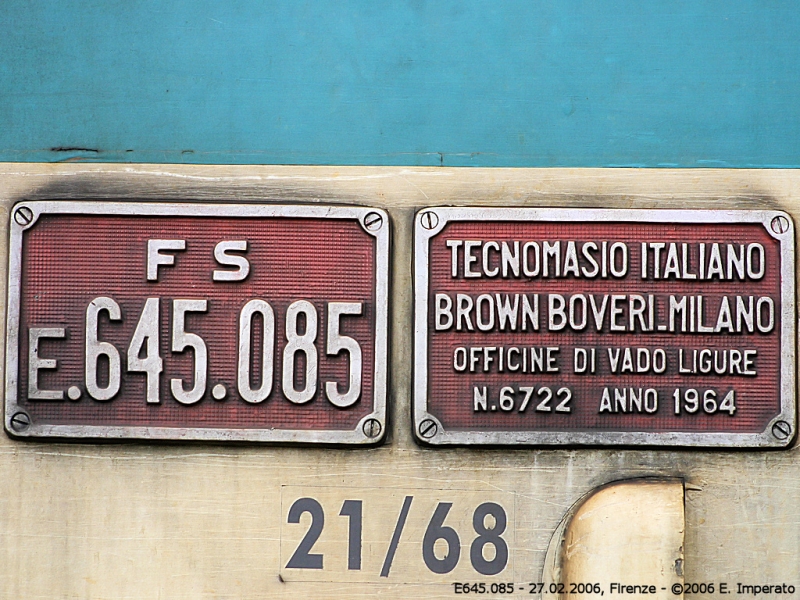 F S
E.645.085
TECNOMASIO ITALIANO
BROWN BOVERI-MILANO
OFFICINE DI VADO LIGURE
N.6722 ANNO 1964
21/68
E645.085 - 27.02.2006, Firenze - ©2006 E. Imperato